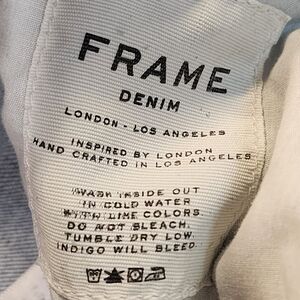 FRAME
DENIM
LONDON - LOS ANGELES
INSPIRED BY LONDON
HAND CRAFTED IN LOS ANGELES
WASH INSIDE OUT
IN COLD WATER
WITH LIKE COLORS
DO NOT BLEACH,
TUMBLE DRY LOW.
INDIGO WILL BLEED.